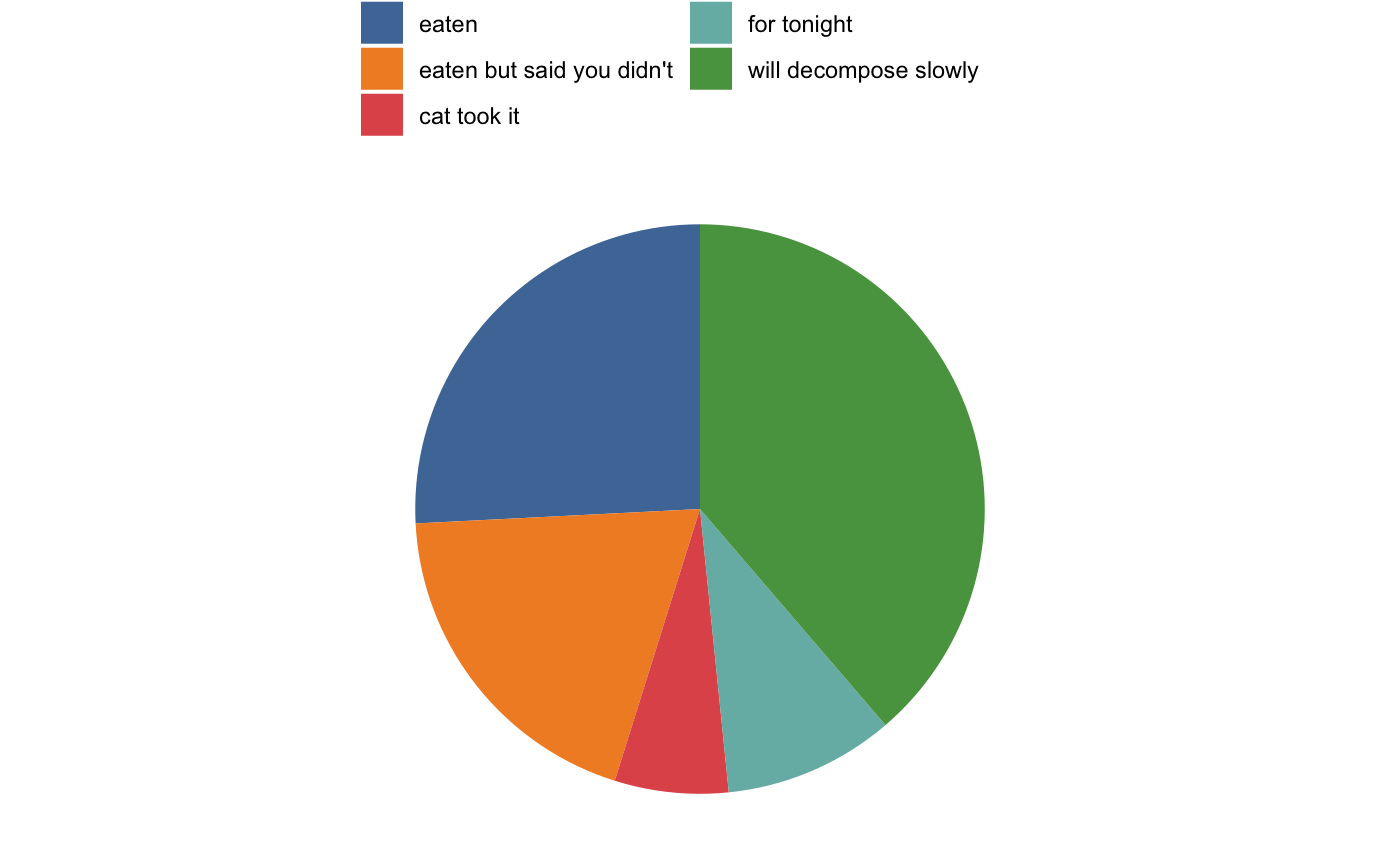 eaten
eaten but said you didn't
cat took it
for tonight
will decompose slowly